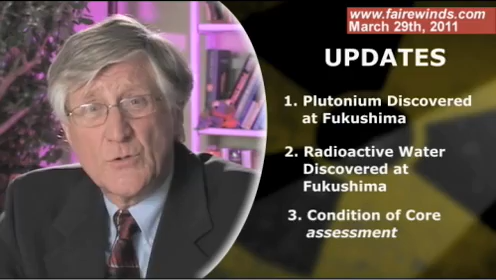 www.fairewinds.com
March 29th, 2011
UPDATES
1. Plutonium Discovered
at Fukushima
2. Radioactive Water
Discovered at
Fukushima
3. Condition of Core
assessment